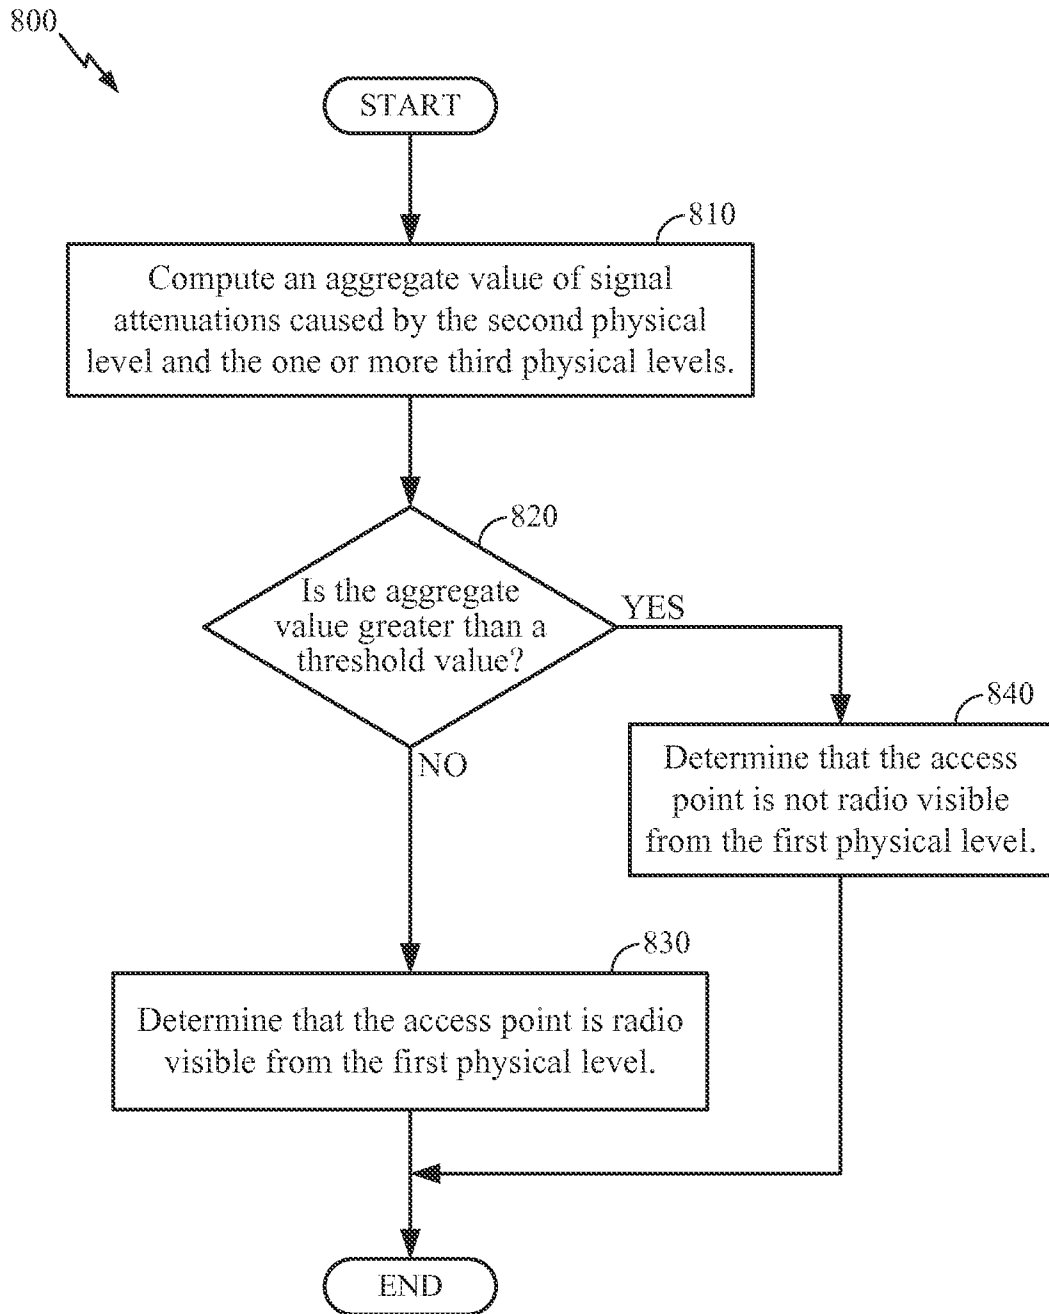 800
START
810
Compute an aggregate value of signal
attenuations caused by the second physical
level and the one or more third physical levels.
820
Is the aggregate
value greater than a
threshold value?
YES
NO
840
Determine that the access
point is not radio visible
from the first physical level.
830
Determine that the access point is radio
visible from the first physical level.
END